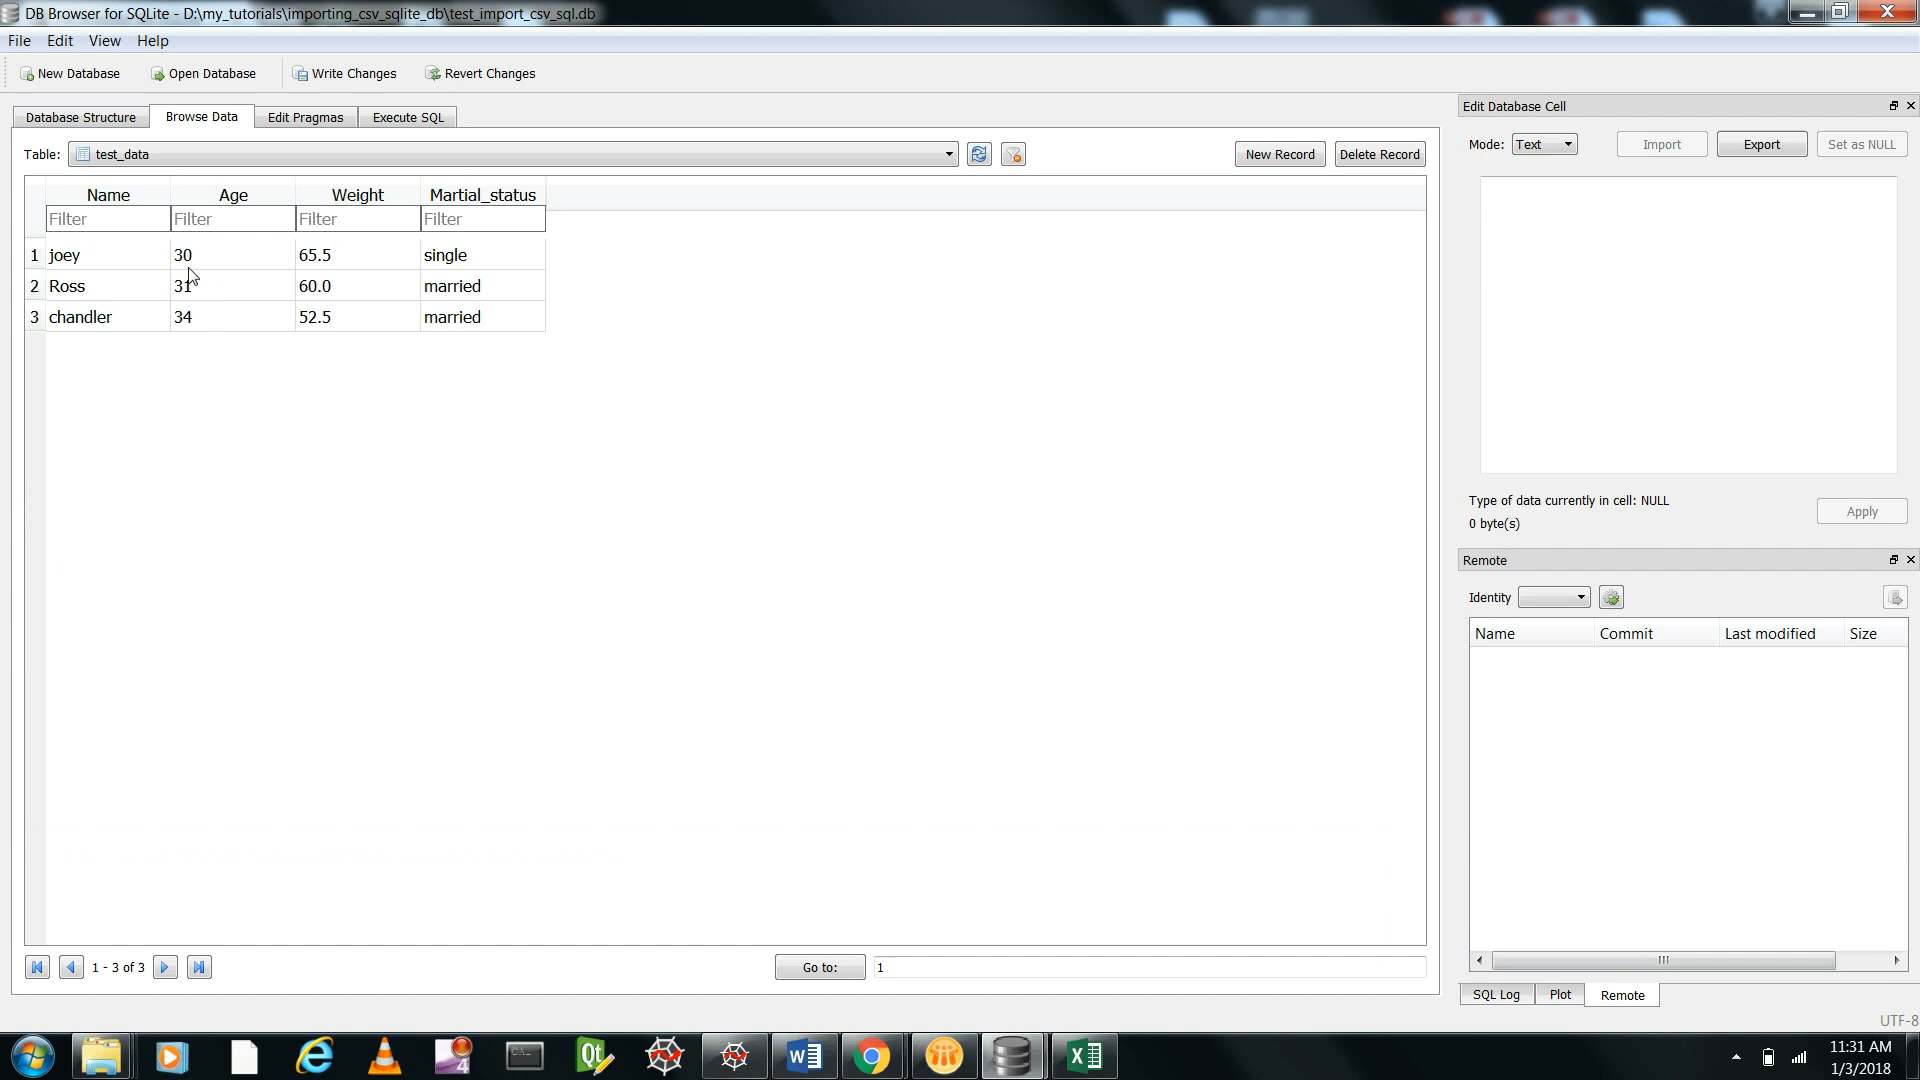 DB Browser for SQLite - D:\my_tutorials\importing_csv_sqlite_db\test_import_csv_sql.db
File Edit View Help
New Database Open Database Write Changes Revert Changes
Database Structure Browse Data Edit Pragmas Execute SQL
Table: test_data New Record Delete Record
Name Age Weight Martial_status
Filter Filter Filter Filter
1 joey 30 65.5 single
2 Ross 31 60.0 married
3 chandler 34 52.5 married
1 - 3 of 3 Go to: 1
Edit Database Cell
Mode: Text Import Export Set as NULL
Type of data currently in cell: NULL
0 byte(s)
Apply
Remote
Identity
Name Commit Last modified Size
SQL Log Plot Remote
UTF-8
4 C:\_ Qt W X
11:31 AM
1/3/2018